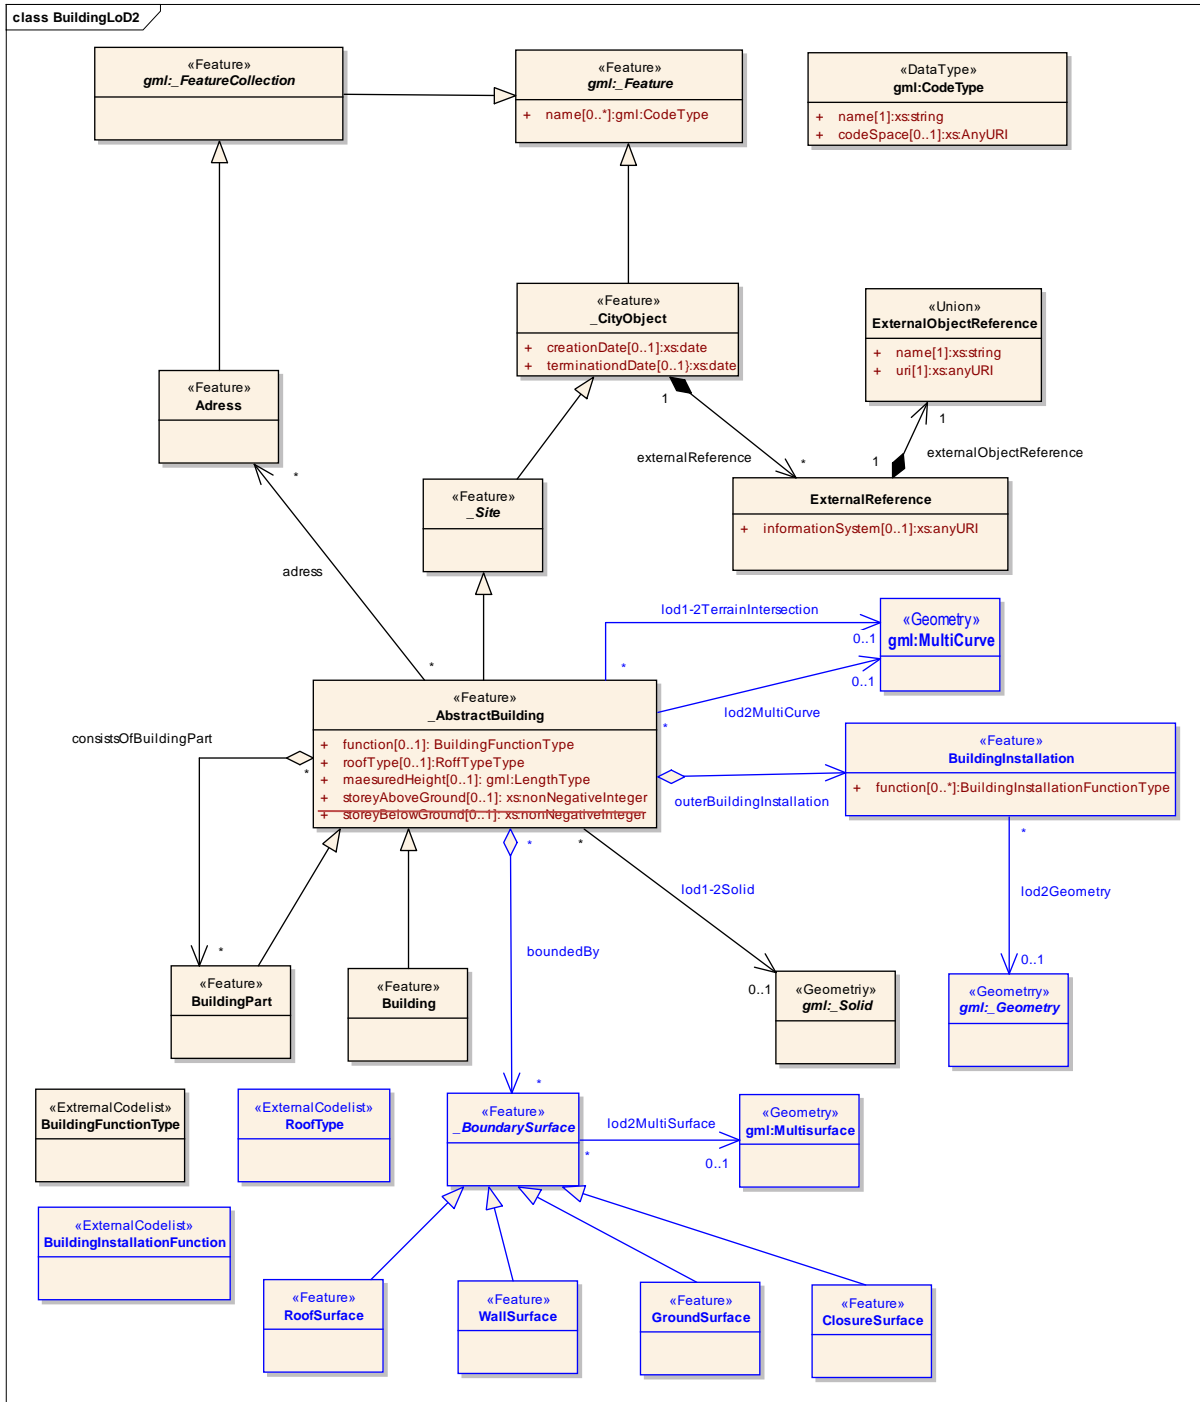 class BuildingLoD2
«Feature»
gml:_FeatureCollection
«Feature»
gml:_Feature
+ name[0..*]:gml:CodeType
«DataType»
gml:CodeType
+ name[1]:xs:string
+ codeSpace[0..1]:xs:AnyURI
«Feature»
_CityObject
+ creationDate[0..1]:xs:date
+ terminationdDate[0..1}:xs:date
«Union»
ExternalObjectReference
+ name[1]:xs:string
+ uri[1]:xs:anyURI
«Feature»
Adress
1
1
externalReference
*
1
externalObjectReference
*
«Feature»
_Site
ExternalReference
+ informationSystem[0..1]:xs:anyURI
adress
lod1-2TerrainIntersection
«Geometry»
gml:MultiCurve
0..1
*
*
0..1
«Feature»
_AbstractBuilding
+ function[0..1]: BuildingFunctionType
+ roofType[0..1]:RoffTypeType
+ maesuredHeight[0..1]: gml:LengthType
+ storeyAboveGround[0..1]: xs:nonNegativeInteger
+ storeyBelowGround[0..1]: xs:nonNegativeInteger
lod2MultiCurve
*
consistsOfBuildingPart
*
«Feature»
BuildingInstallation
+ function[0..*]:BuildingInstallationFunctionType
outerBuildingInstallation
*
*
*
lod1-2Solid
lod2Geometry
boundedBy
*
0..1
0..1
«Feature»
BuildingPart
«Feature»
Building
«Geometriy»
gml:_Solid
«Geometrry»
gml:_Geometry
*
«ExtrernalCodelist»
BuildingFunctionType
«ExternalCodelist»
RoofType
«Feature»
_BoundarySurface
lod2MultiSurface
*
0..1
«Geometry»
gml:Multisurface
«ExternalCodelist»
BuildingInstallationFunction
«Feature»
RoofSurface
«Feature»
WallSurface
«Feature»
GroundSurface
«Feature»
ClosureSurface